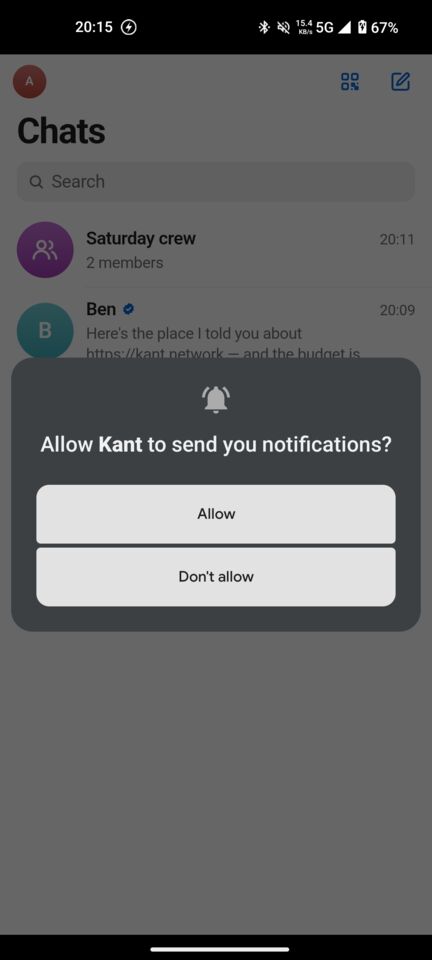 20:15
15.4
KB/s
5G
67%
A
Chats
Search
Saturday crew
20:11
2 members
B
Ben
20:09
Here's the place I told you about
https://kant.network — and the budget is
Allow Kant to send you notifications?
Allow
Don't allow